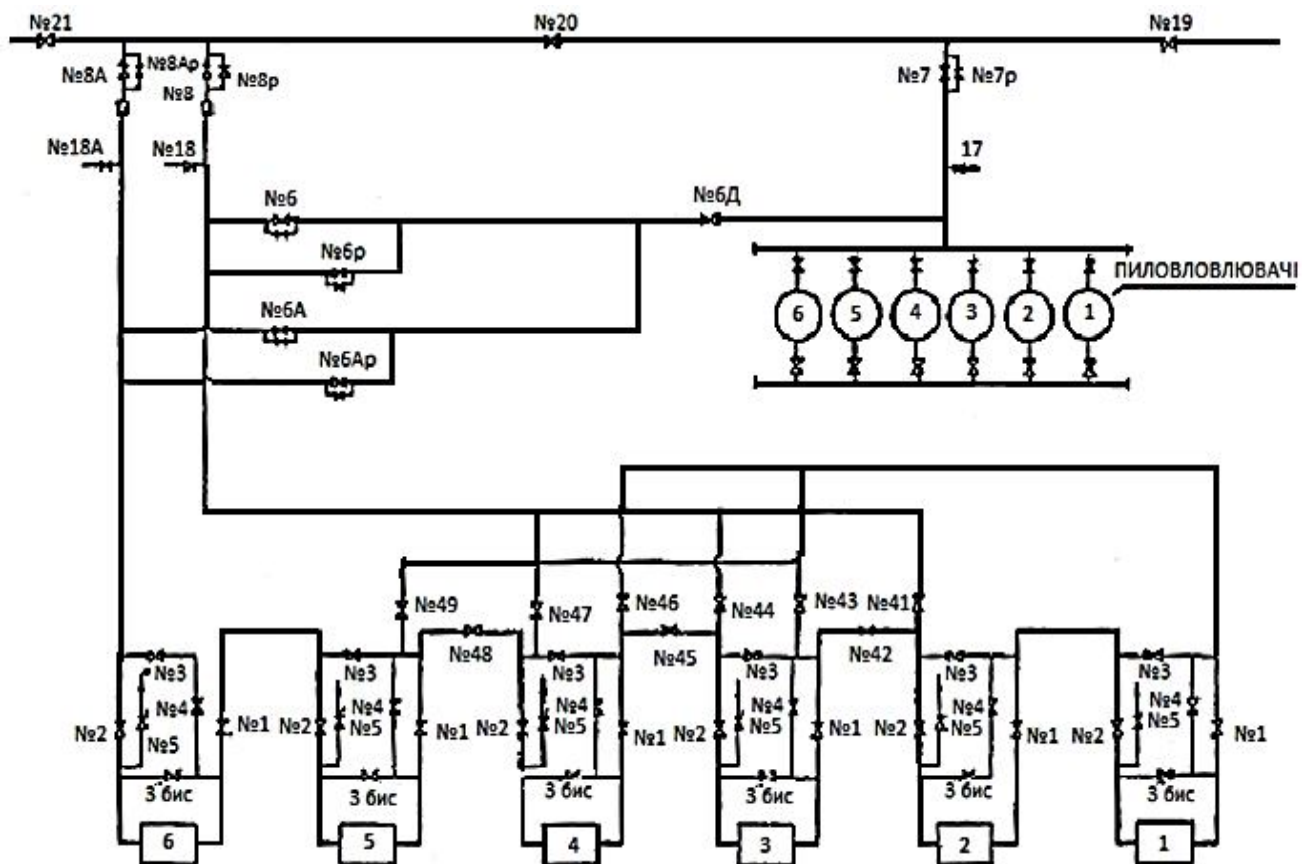 №21 №20 №19
№8А №8Ар №8р №7 №7р
№8
№18А №18 17
№6 №6Д
№6р
ПИЛОВЛОВЛЮВАЧІ
№6А
6 5 4 3 2 1
№6Ар
№49 №47 №46 №44 №43 №41
№48 №45 №42
№3 №3 №3 №3 №3 №3
№4 №4 №4 №4 №4 №4
№2 №5 №1 №2 №5 №1 №2 №5 №1 №2 №5 №1 №2 №5 №1 №2 №5 №1
3 бис 3 бис 3 бис 3 бис 3 бис 3 бис
6 5 4 3 2 1